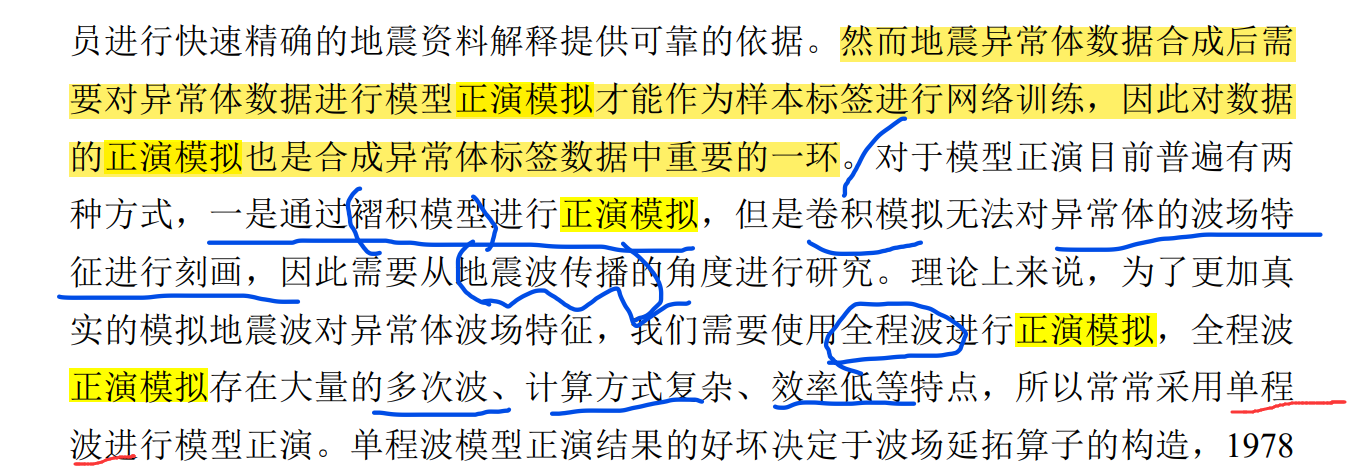 员进行快速精确的地震资料解释提供可靠的依据。然而地震异常体数据合成后需
要对异常体数据进行模型正演模拟才能作为样本标签进行网络训练，因此对数据
的正演模拟也是合成异常体标签数据中重要的一环。对于模型正演目前普遍有两
种方式，一是通过褶积模型进行正演模拟，但是卷积模拟无法对异常体的波场特
征进行刻画，因此需要从地震波传播的角度进行研究。理论上来说，为了更加真
实的模拟地震波对异常体波场特征，我们需要使用全程波进行正演模拟，全程波
正演模拟存在大量的多次波、计算方式复杂、效率低等特点，所以常常采用单程
波进行模型正演。单程波模型正演结果的好坏决定于波场延拓算子的构造，1978